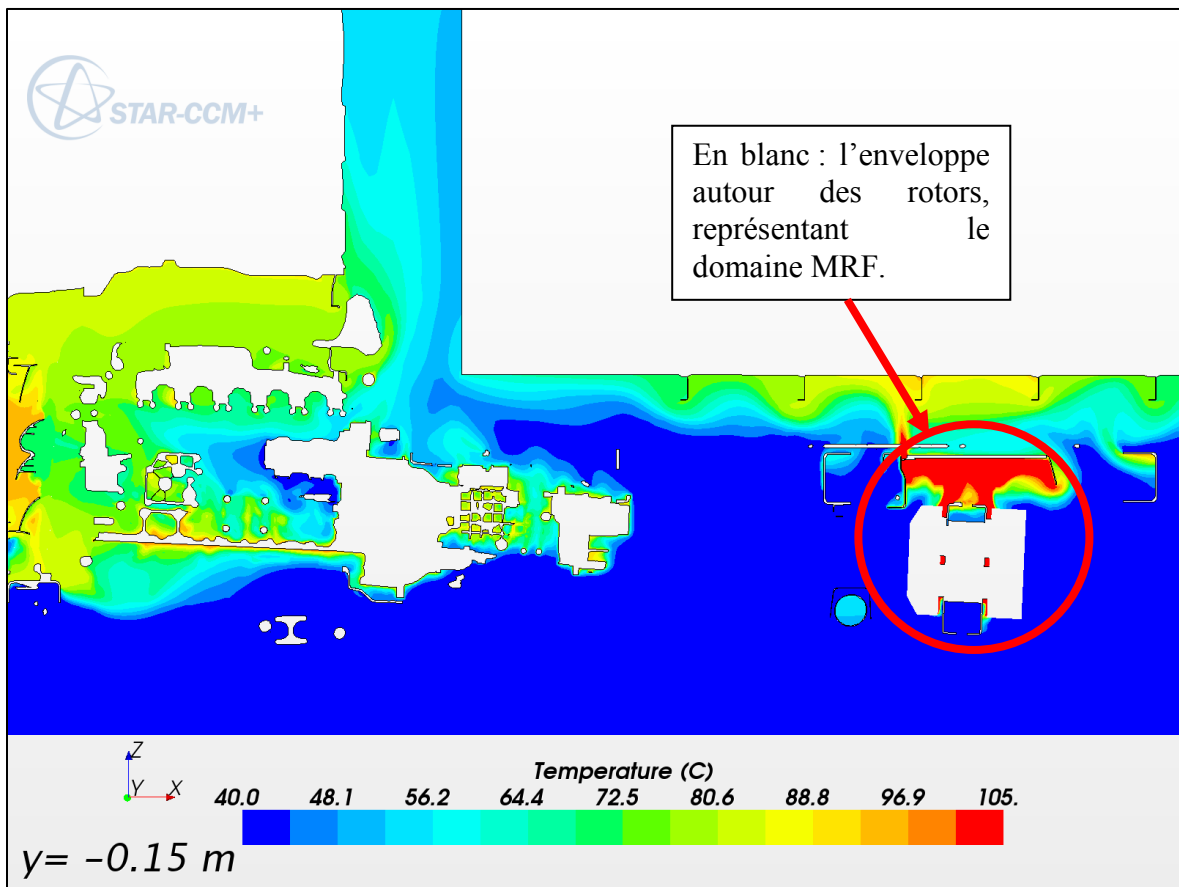 STAR-CCM+
En blanc : l’enveloppe
autour des rotors,
représentant le
domaine MRF.
Z
Y X
Temperature (C)
40.0 48.1 56.2 64.4 72.5 80.6 88.8 96.9 105.
y= -0.15 m